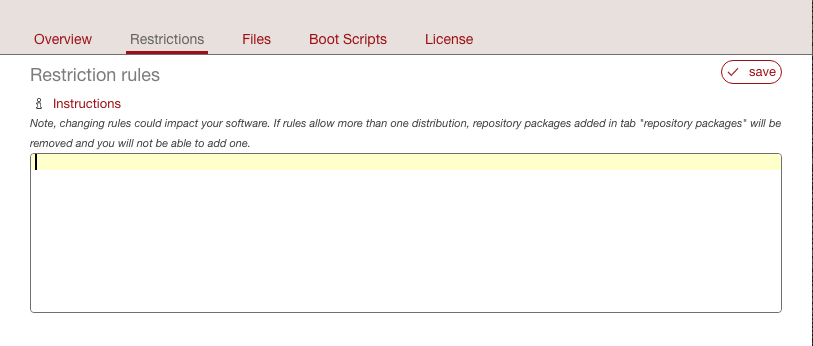 Overview Restrictions Files Boot Scripts License
Restriction rules save
Instructions
Note, changing rules could impact your software. If rules allow more than one distribution, repository packages added in tab "repository packages" will be
removed and you will not be able to add one.